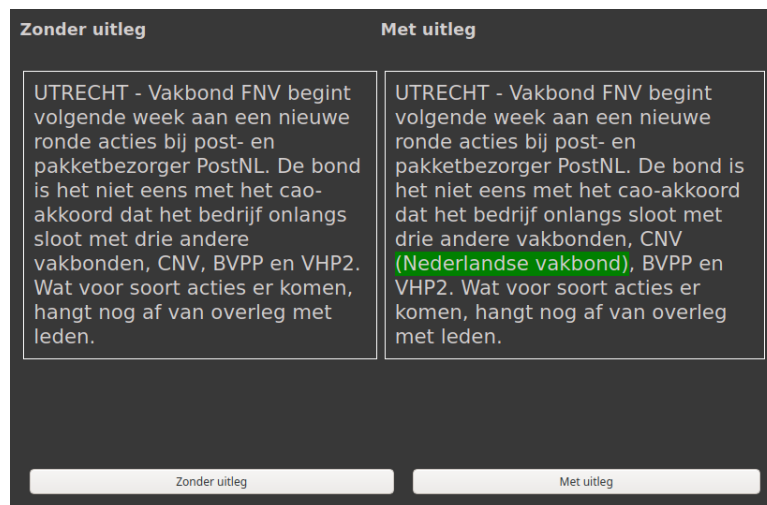 Zonder uitleg
Met uitleg
UTRECHT - Vakbond FNV begint
volgende week aan een nieuwe
ronde acties bij post- en
pakketbezorger PostNL. De bond
is het niet eens met het cao-
akkoord dat het bedrijf onlangs
sloot met drie andere
vakbonden, CNV, BVPP en VHP2.
Wat voor soort acties er komen,
hangt nog af van overleg met
leden.
UTRECHT - Vakbond FNV begint
volgende week aan een nieuwe
ronde acties bij post- en
pakketbezorger PostNL. De bond is
het niet eens met het cao-akkoord
dat het bedrijf onlangs sloot met
drie andere vakbonden, CNV
(Nederlandse vakbond), BVPP en
VHP2. Wat voor soort acties er
komen, hangt nog af van overleg
met leden.
Zonder uitleg
Met uitleg